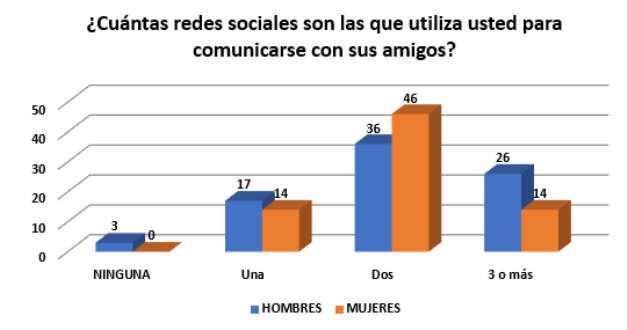 ¿Cuántas redes sociales son las que utiliza usted para
comunicarse con sus amigos?
50
40
30
20
10
0
3
0
17
14
36
46
26
14
NINGUNA
Una
Dos
3 o más
HOMBRES
MUJERES